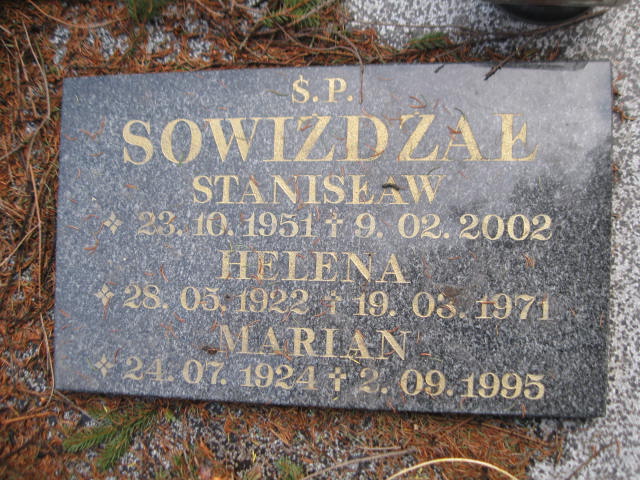 Ś.P.
SOWIŹDŻAŁ
STANISŁAW
23.10.1951 † 9.02.2002
HELENA
28.05.1922 † 19.03.1971
MARIAN
24.07.1924 † 2.09.1995